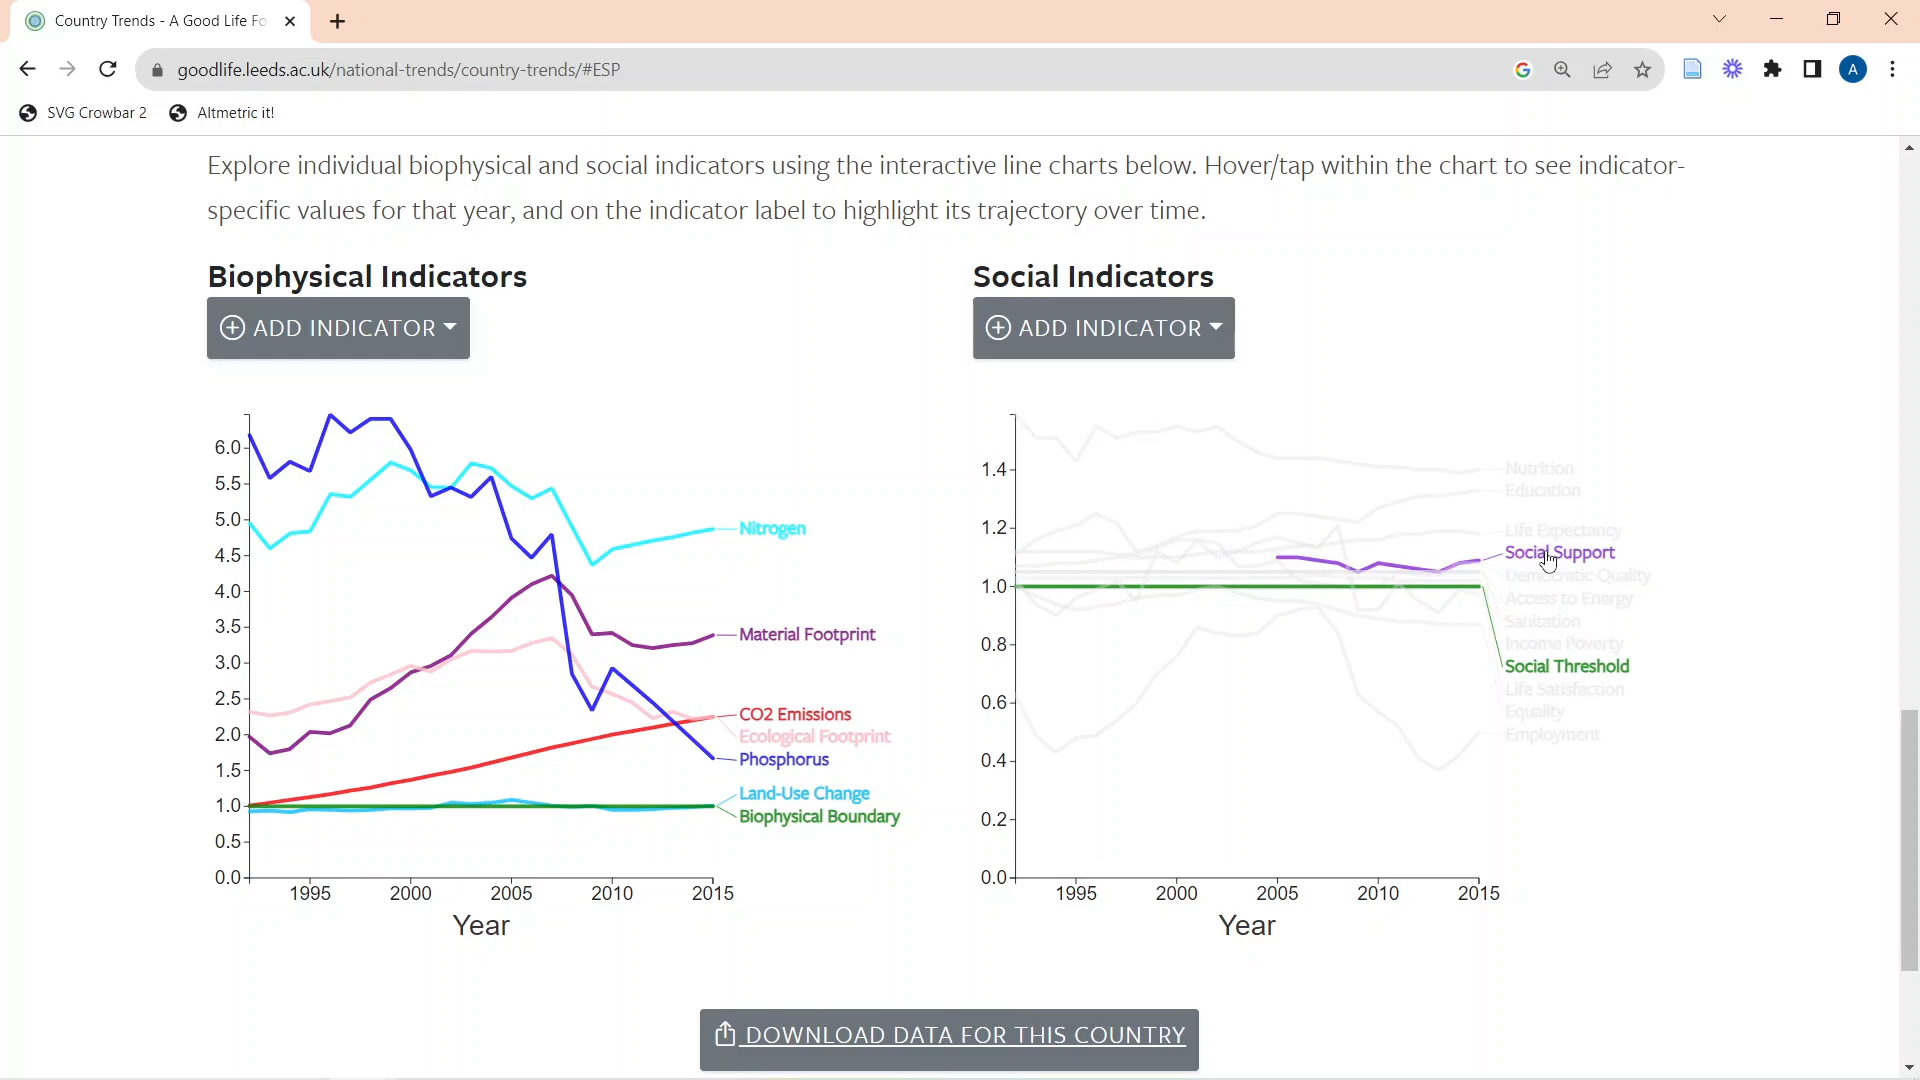 Country Trends - A Good Life Fo
goodlife.leeds.ac.uk/national-trends/country-trends/#ESP
A
SVG Crowbar 2
Altmetric it!
Explore individual biophysical and social indicators using the interactive line charts below. Hover/tap within the chart to see indicator-
specific values for that year, and on the indicator label to highlight its trajectory over time.
Biophysical Indicators
ADD INDICATOR
6.0
5.5
5.0
4.5
4.0
3.5
3.0
2.5
2.0
1.5
1.0
0.5
0.0
Nitrogen
Material Footprint
CO2 Emissions
Ecological Footprint
Phosphorus
Land-Use Change
Biophysical Boundary
1995 2000 2005 2010 2015
Year
Social Indicators
ADD INDICATOR
1.4
1.2
1.0
0.8
0.6
0.4
0.2
0.0
Nutrition
Education
Life Expectancy
Social Support
Democratic Quality
Access to Energy
Sanitation
Income Poverty
Social Threshold
Life Satisfaction
Equality
Employment
1995 2000 2005 2010 2015
Year
DOWNLOAD DATA FOR THIS COUNTRY